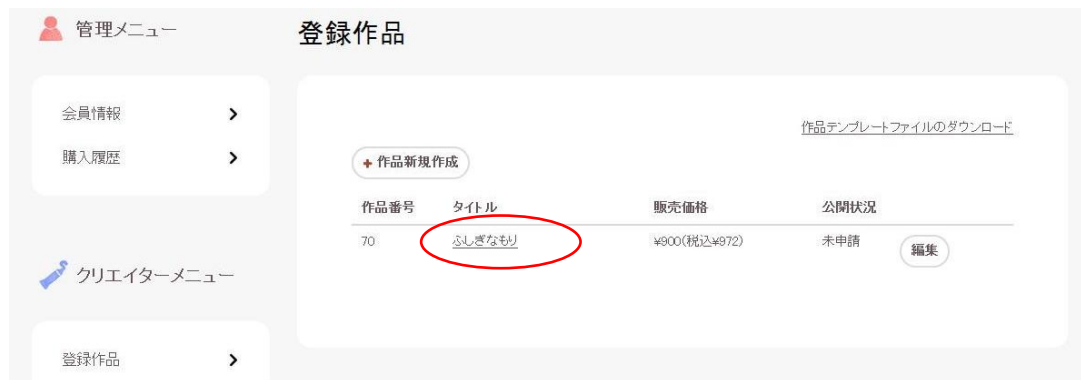 管理メニュー
登録作品
会員情報
購入履歴
作品テンプレートファイルのダウンロード
+ 作品新規作成
作品番号 タイトル 販売価格 公開状況
70 ふしぎなもり ¥900(税込¥972) 未申請 編集
クリエイターメニュー
登録作品